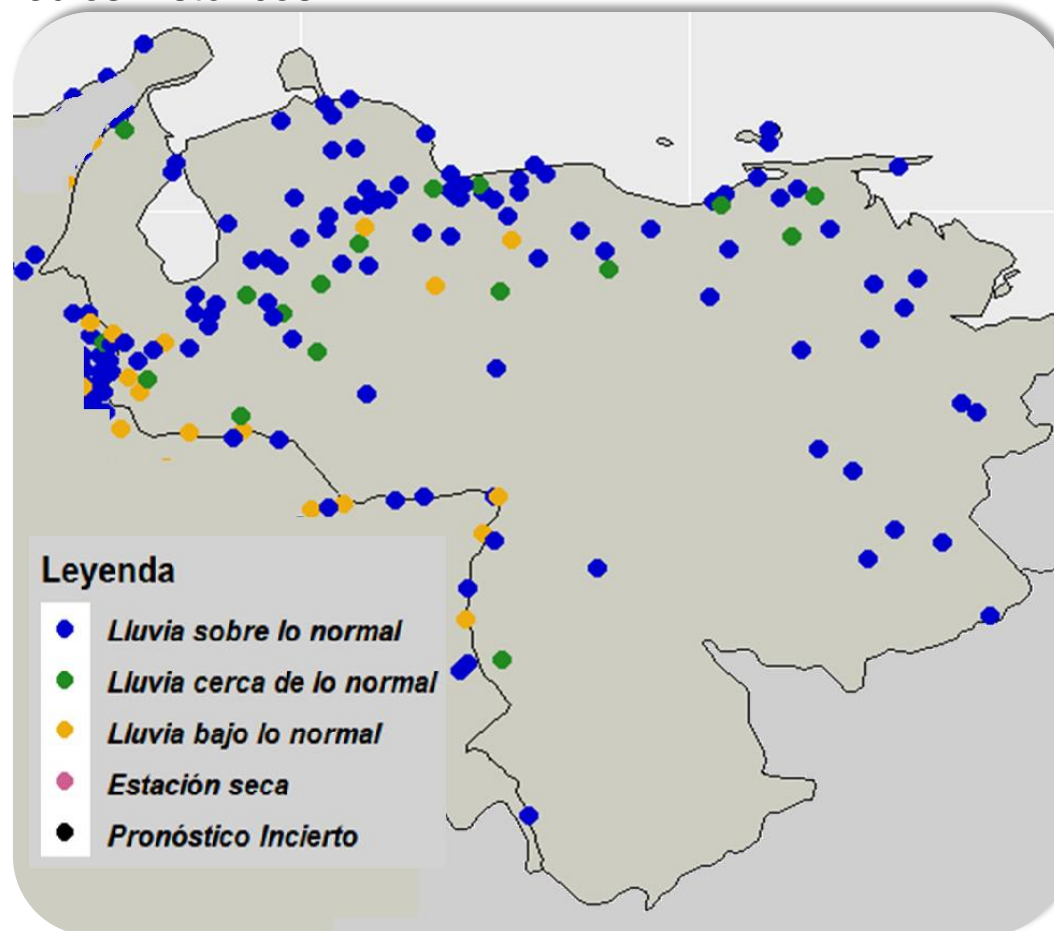 Leyenda
Lluvia sobre lo normal
Lluvia cerca de lo normal
Lluvia bajo lo normal
Estación seca
Pronóstico Incierto